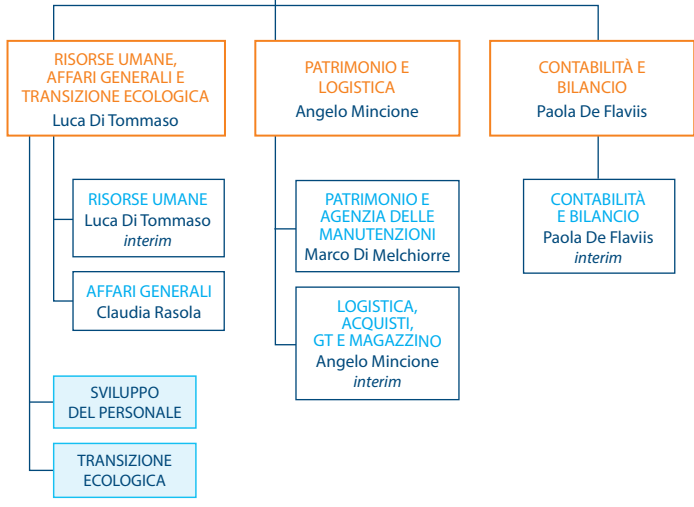 RISORSE UMANE,
AFFARI GENERALI E
TRANSIZIONE ECOLOGICA
Luca Di Tommaso
PATRIMONIO E
LOGISTICA
Angelo Mincione
CONTABILITÀ E
BILANCIO
Paola De Flaviis
RISORSE UMANE
Luca Di Tommaso
interim
AFFARI GENERALI
Claudia Rasola
SVILUPPO
DEL PERSONALE
TRANSIZIONE
ECOLOGICA
PATRIMONIO E
AGENZIA DELLE
MANUTENZIONI
Marco Di Melchiorre
LOGISTICA,
ACQUISTI,
GT E MAGAZZINO
Angelo Mincione
interim
CONTABILITÀ
E BILANCIO
Paola De Flaviis
interim